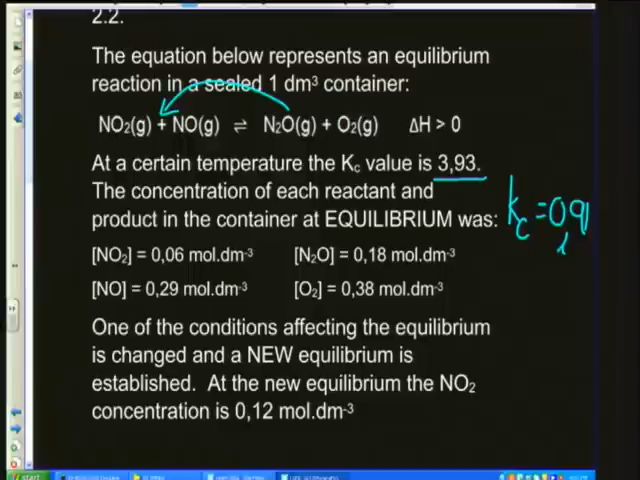 2.2.
The equation below represents an equilibrium
reaction in a sealed 1 dm³ container:
NO₂(g) + NO(g) ⇌ N₂O(g) + O₂(g) ΔH > 0
At a certain temperature the Kc value is 3,93.
The concentration of each reactant and
product in the container at EQUILIBRIUM was:
kc = 0,91
[NO₂] = 0,06 mol.dm⁻³ [N₂O] = 0,18 mol.dm⁻³
[NO] = 0,29 mol.dm⁻³ [O₂] = 0,38 mol.dm⁻³
One of the conditions affecting the equilibrium
is changed and a NEW equilibrium is
established. At the new equilibrium the NO₂
concentration is 0,12 mol.dm⁻³
START